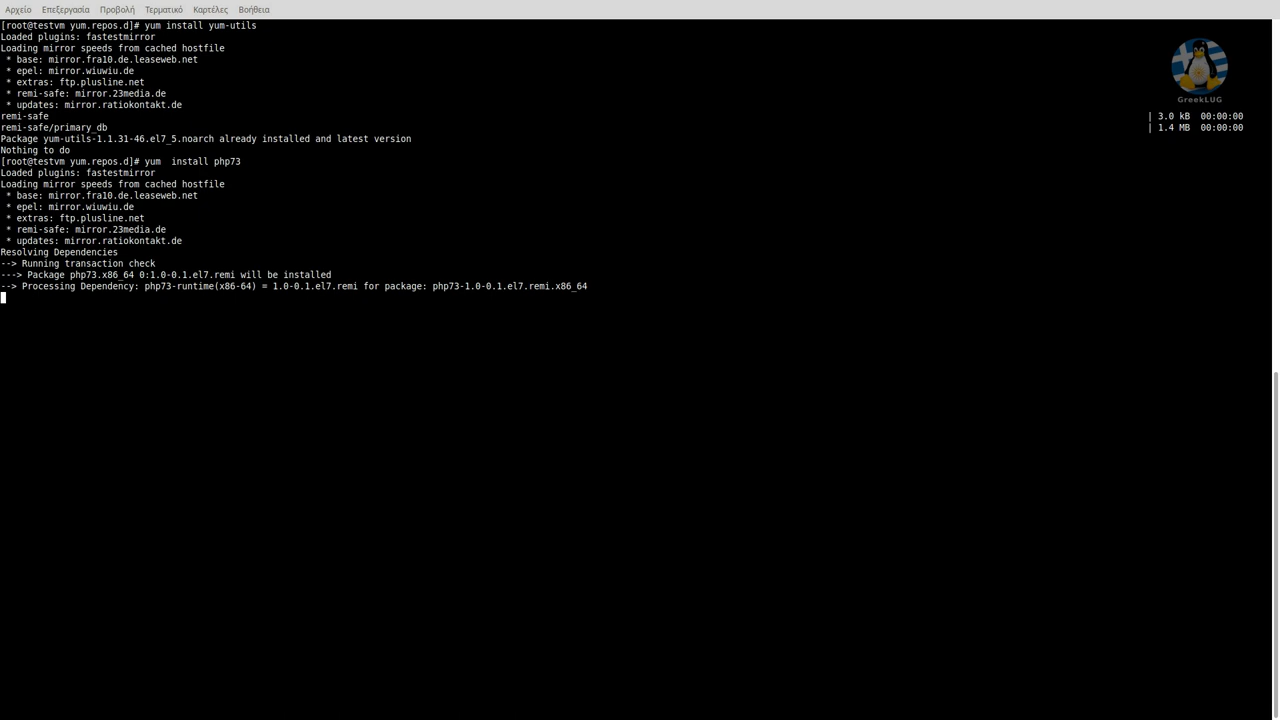 Αρχείο Επεξεργασία Προβολή Τερματικό Καρτέλες Βοήθεια
[root@testvm yum.repos.d]# yum install yum-utils
Loaded plugins: fastestmirror
Loading mirror speeds from cached hostfile
 * base: mirror.fra10.de.leaseweb.net
 * epel: mirror.wiuwiu.de
 * extras: ftp.plusline.net
 * remi-safe: mirror.23media.de
 * updates: mirror.ratiokontakt.de
GreekLUG
remi-safe | 3.0 kB 00:00:00
remi-safe/primary_db | 1.4 MB 00:00:00
Package yum-utils-1.1.31-46.el7_5.noarch already installed and latest version
Nothing to do
[root@testvm yum.repos.d]# yum  install php73
Loaded plugins: fastestmirror
Loading mirror speeds from cached hostfile
 * base: mirror.fra10.de.leaseweb.net
 * epel: mirror.wiuwiu.de
 * extras: ftp.plusline.net
 * remi-safe: mirror.23media.de
 * updates: mirror.ratiokontakt.de
Resolving Dependencies
--> Running transaction check
---> Package php73.x86_64 0:1.0-0.1.el7.remi will be installed
--> Processing Dependency: php73-runtime(x86-64) = 1.0-0.1.el7.remi for package: php73-1.0-0.1.el7.remi.x86_64